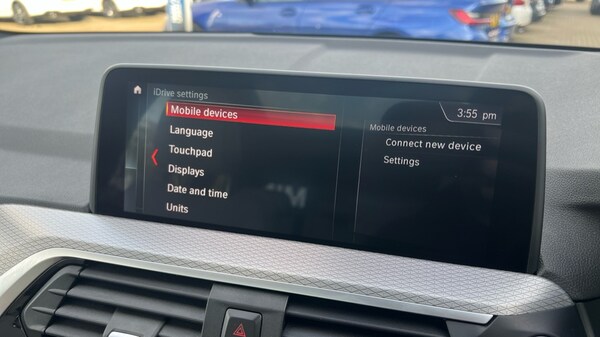 iDrive settings
Mobile devices
Language
Touchpad
Displays
Date and time
Units
3:55 pm
Mobile devices
Connect new device
Settings